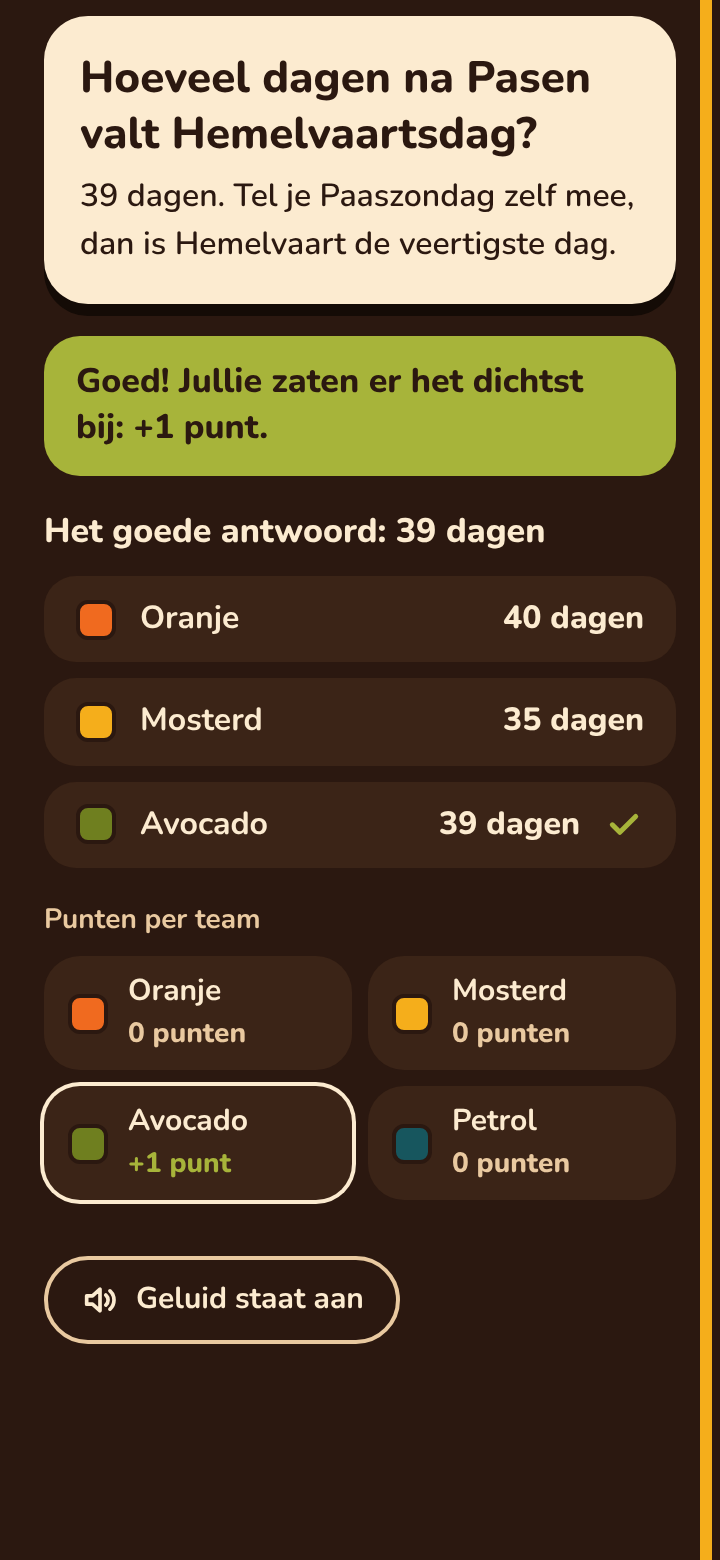 Hoeveel dagen na Pasen
valt Hemelvaartsdag?
39 dagen. Tel je Paaszondag zelf mee,
dan is Hemelvaart de veertigste dag.
Goed! Jullie zaten er het dichtst
bij: +1 punt.
Het goede antwoord: 39 dagen
Oranje 40 dagen
Mosterd 35 dagen
Avocado 39 dagen
Punten per team
Oranje
0 punten
Mosterd
0 punten
Avocado
+1 punt
Petrol
0 punten
Geluid staat aan